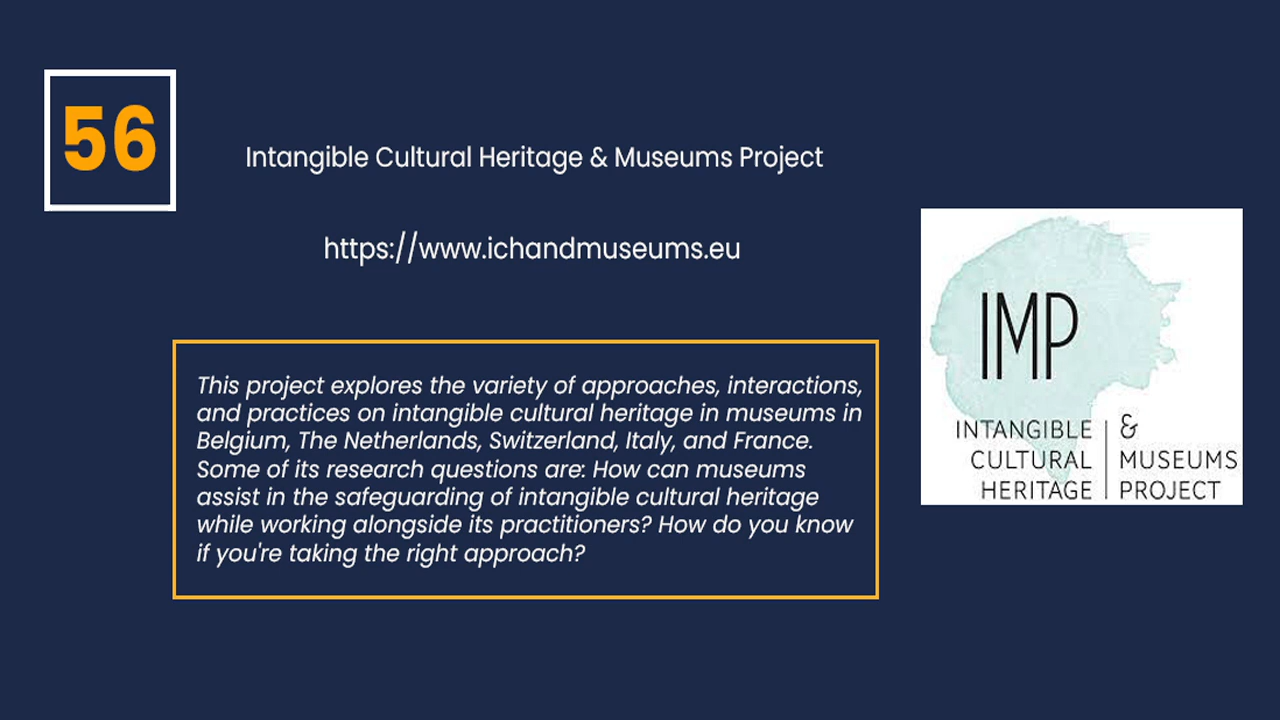 56
Intangible Cultural Heritage & Museums Project
https://www.ichandmuseums.eu
This project explores the variety of approaches, interactions,
and practices on intangible cultural heritage in museums in
Belgium, The Netherlands, Switzerland, Italy, and France.
Some of its research questions are: How can museums
assist in the safeguarding of intangible cultural heritage
while working alongside its practitioners? How do you know
if you're taking the right approach?
IMP
INTANGIBLE
CULTURAL
HERITAGE
&
MUSEUMS
PROJECT